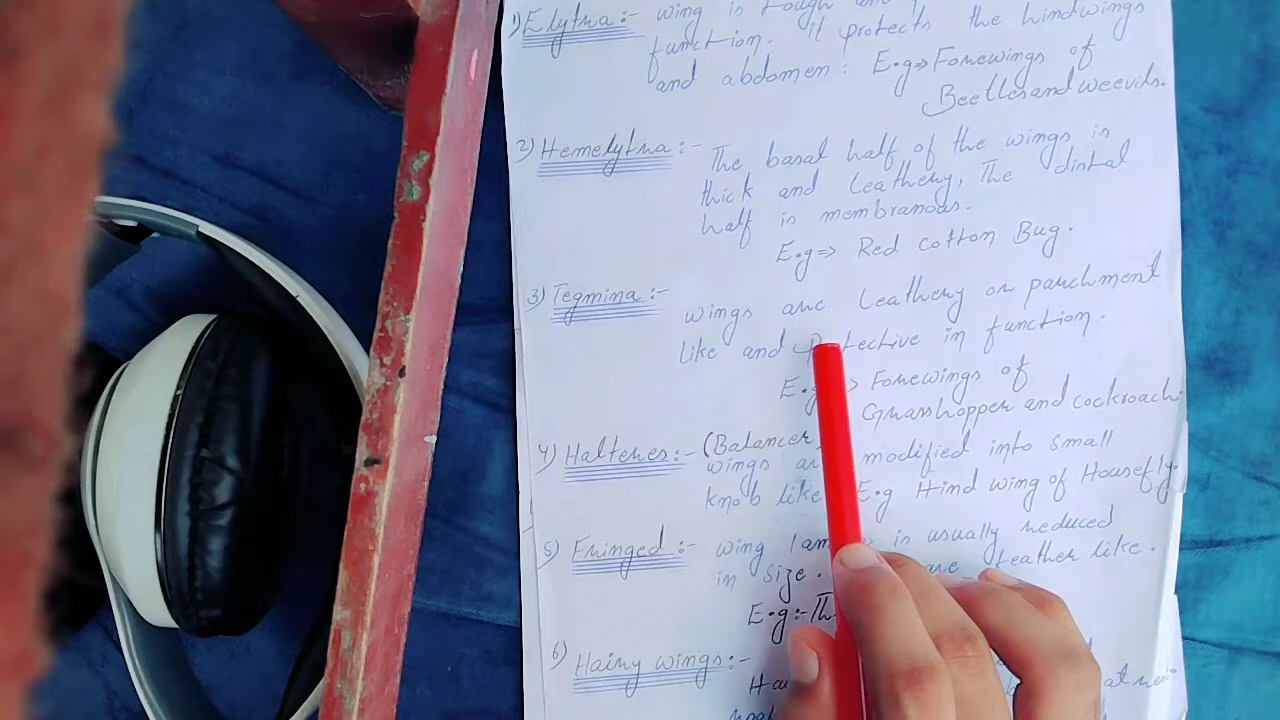 1) Elytra:- wing is tough and
function. it protects the hindwings
and abdomen: E.g⇒ Forewings of
Beetles and weevils.
2) Hemelytra:- The basal half of the wings is
thick and leathery, The distal
half is membranous.
E.g⇒ Red cotton Bug.
3) Tegmina:-
wings are leathery or parchment
like and protective in function.
E.g⇒ Forewings of
Grasshopper and cockroach.
4) Halteres:- (Balancer)
wings are modified into small
knob like E.g Hind wing of Housefly.
5) Fringed:- wing is usually reduced
in size. are Leather like.
E.g:-
6) Hairy wings:-